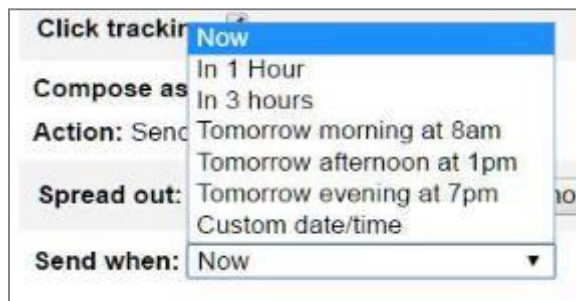 Click trackin
Now
In 1 Hour
Compose as
In 3 hours
Action: Send
Tomorrow morning at 8am
Tomorrow afternoon at 1pm
Spread out:
Tomorrow evening at 7pm
Custom date/time
Send when: Now